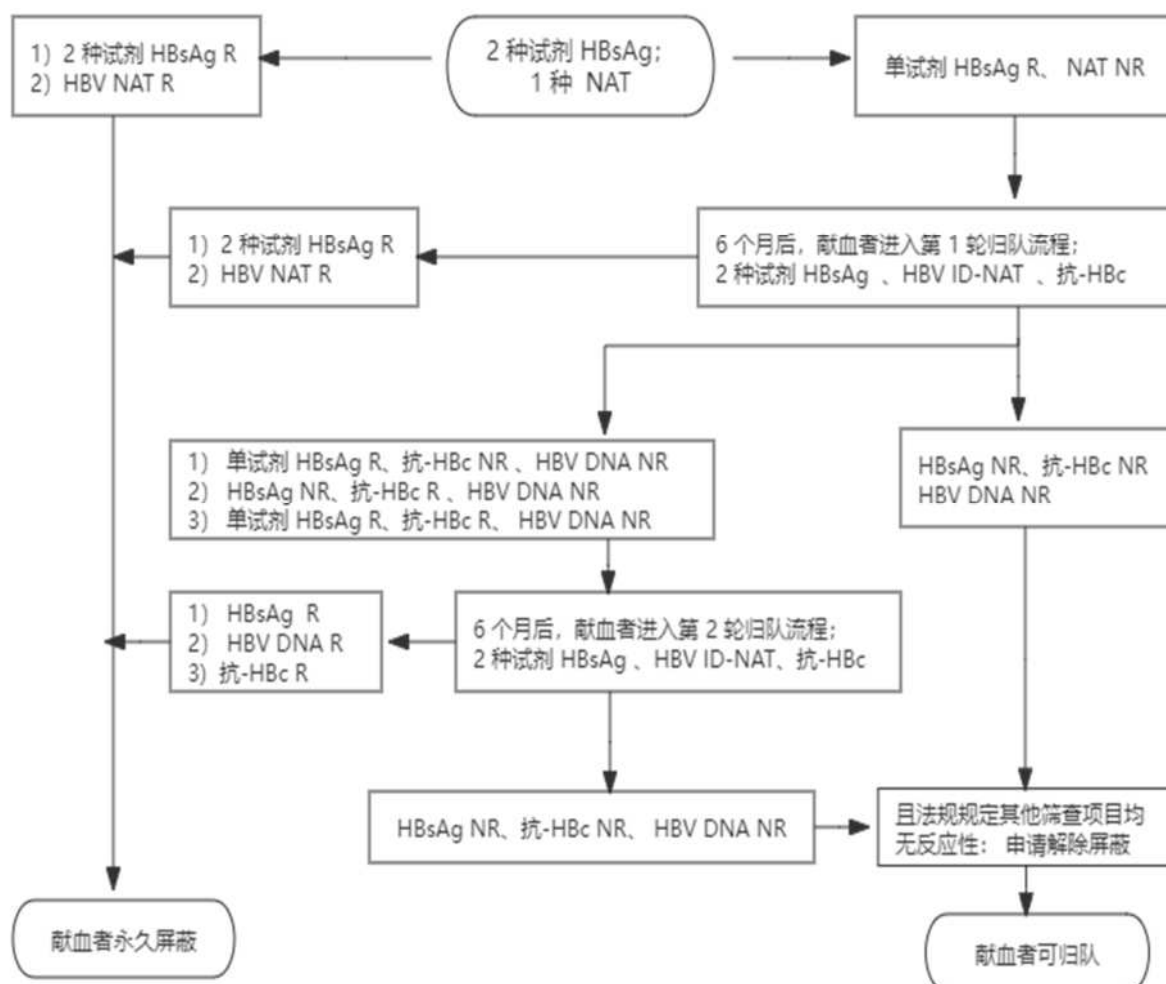 1）2 种试剂 HBsAg R
2）HBV NAT R
2 种试剂 HBsAg；
1 种 NAT
单试剂 HBsAg R、 NAT NR
1）2 种试剂 HBsAg R
2）HBV NAT R
6 个月后，献血者进入第 1 轮归队流程；
2 种试剂 HBsAg 、HBV ID-NAT 、抗-HBc
1） 单试剂 HBsAg R、抗-HBc NR 、HBV DNA NR
2）HBsAg NR、抗-HBc R 、HBV DNA NR
3） 单试剂 HBsAg R、抗-HBc R、 HBV DNA NR
HBsAg NR、抗-HBc NR
HBV DNA NR
1） HBsAg R
2） HBV DNA R
3）抗-HBc R
6 个月后，献血者进入第 2 轮归队流程；
2 种试剂 HBsAg 、HBV ID-NAT、抗-HBc
HBsAg NR、抗-HBc NR、 HBV DNA NR
且法规规定其他筛查项目均
无反应性： 申请解除屏蔽
献血者永久屏蔽
献血者可归队